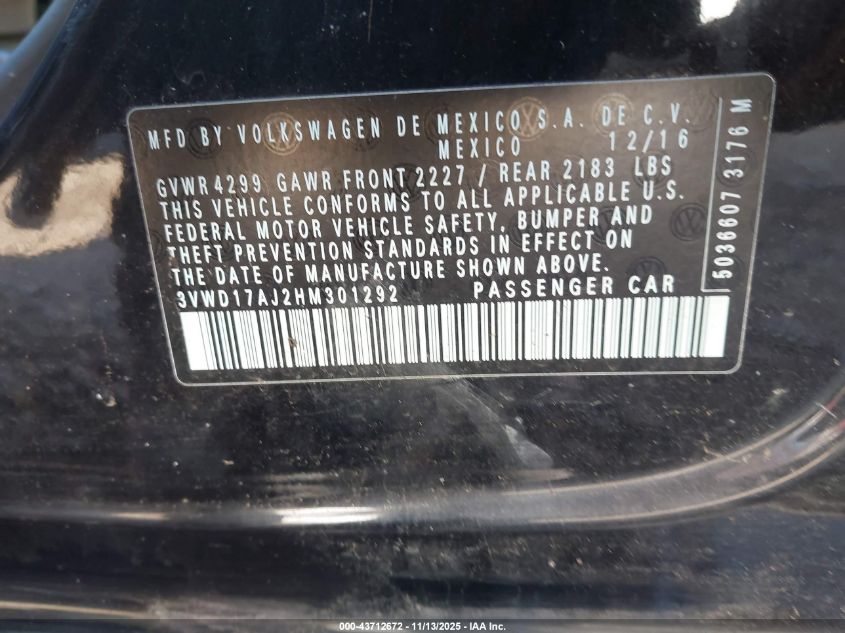 MFD BY VOLKSWAGEN DE MEXICO S.A. DE C.V.
MEXICO 12/16
GVWR 4299 GAWR FRONT 2227 / REAR 2183 LBS
THIS VEHICLE CONFORMS TO ALL APPLICABLE U.S.
FEDERAL MOTOR VEHICLE SAFETY, BUMPER AND
THEFT PREVENTION STANDARDS IN EFFECT ON
THE DATE OF MANUFACTURE SHOWN ABOVE.
3VWD17AJ2HM301292 PASSENGER CAR
5036607 3176 M
000-43712672 - 11/13/2025 - IAA Inc.